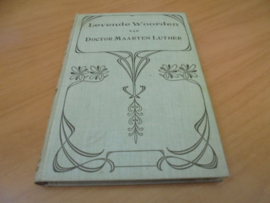 Levende Woorden
VAN
Doctor Maarten Luther